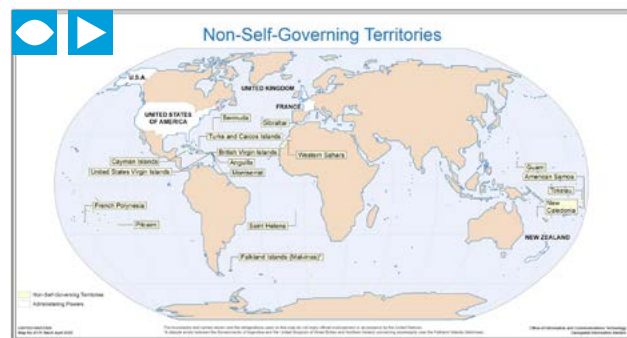 Non-Self-Governing Territories
U.S.A.
UNITED KINGDOM
FRANCE
UNITED STATES
OF AMERICA
Bermuda
Gibraltar
Turks and Caicos Islands
British Virgin Islands
Western Sahara
Cayman Islands
Anguilla
United States Virgin Islands
Montserrat
Guam
American Samoa
Tokelau
French Polynesia
New
Caledonia
Pitcairn
Saint Helena
NEW ZEALAND
Falkland Islands (Malvinas)*
Non-Self-Governing Territories
Administering Powers
UNITED NATIONS